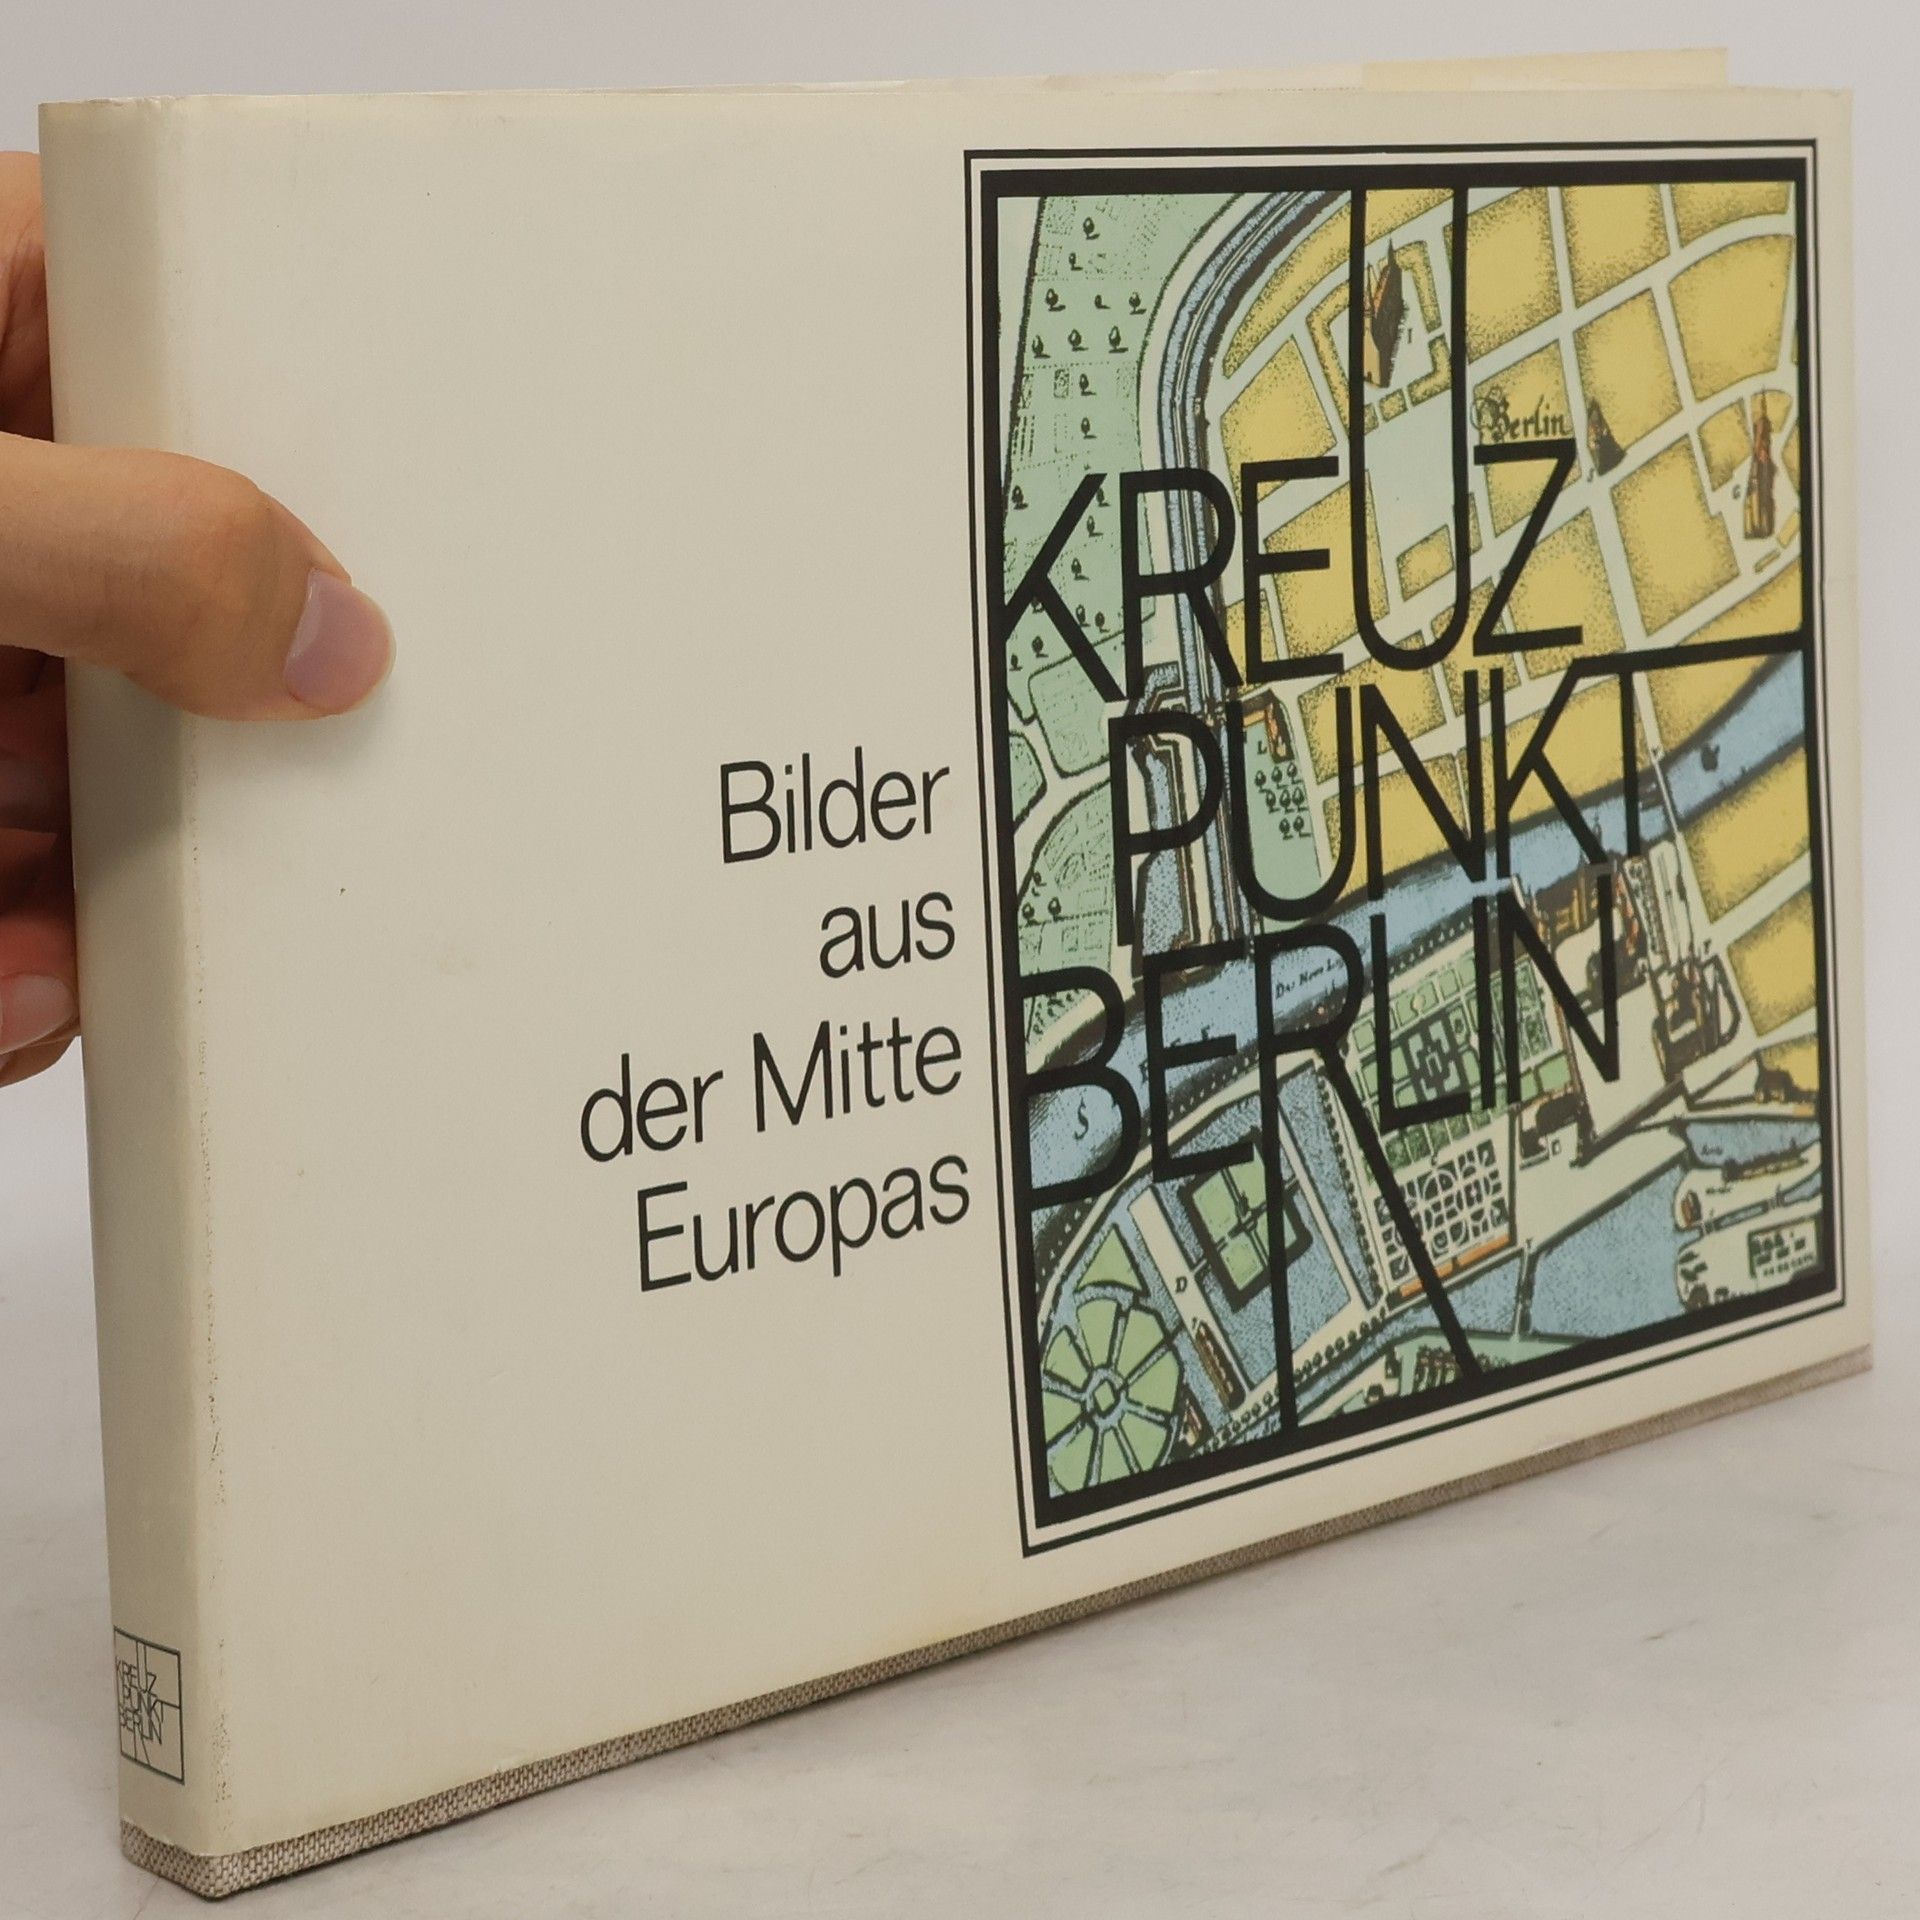 Bilder
aus
der Mitte
Europas
KREUZ
PUNKT
BERLIN
Berlin
KREUZ
PUNKT
BERLIN